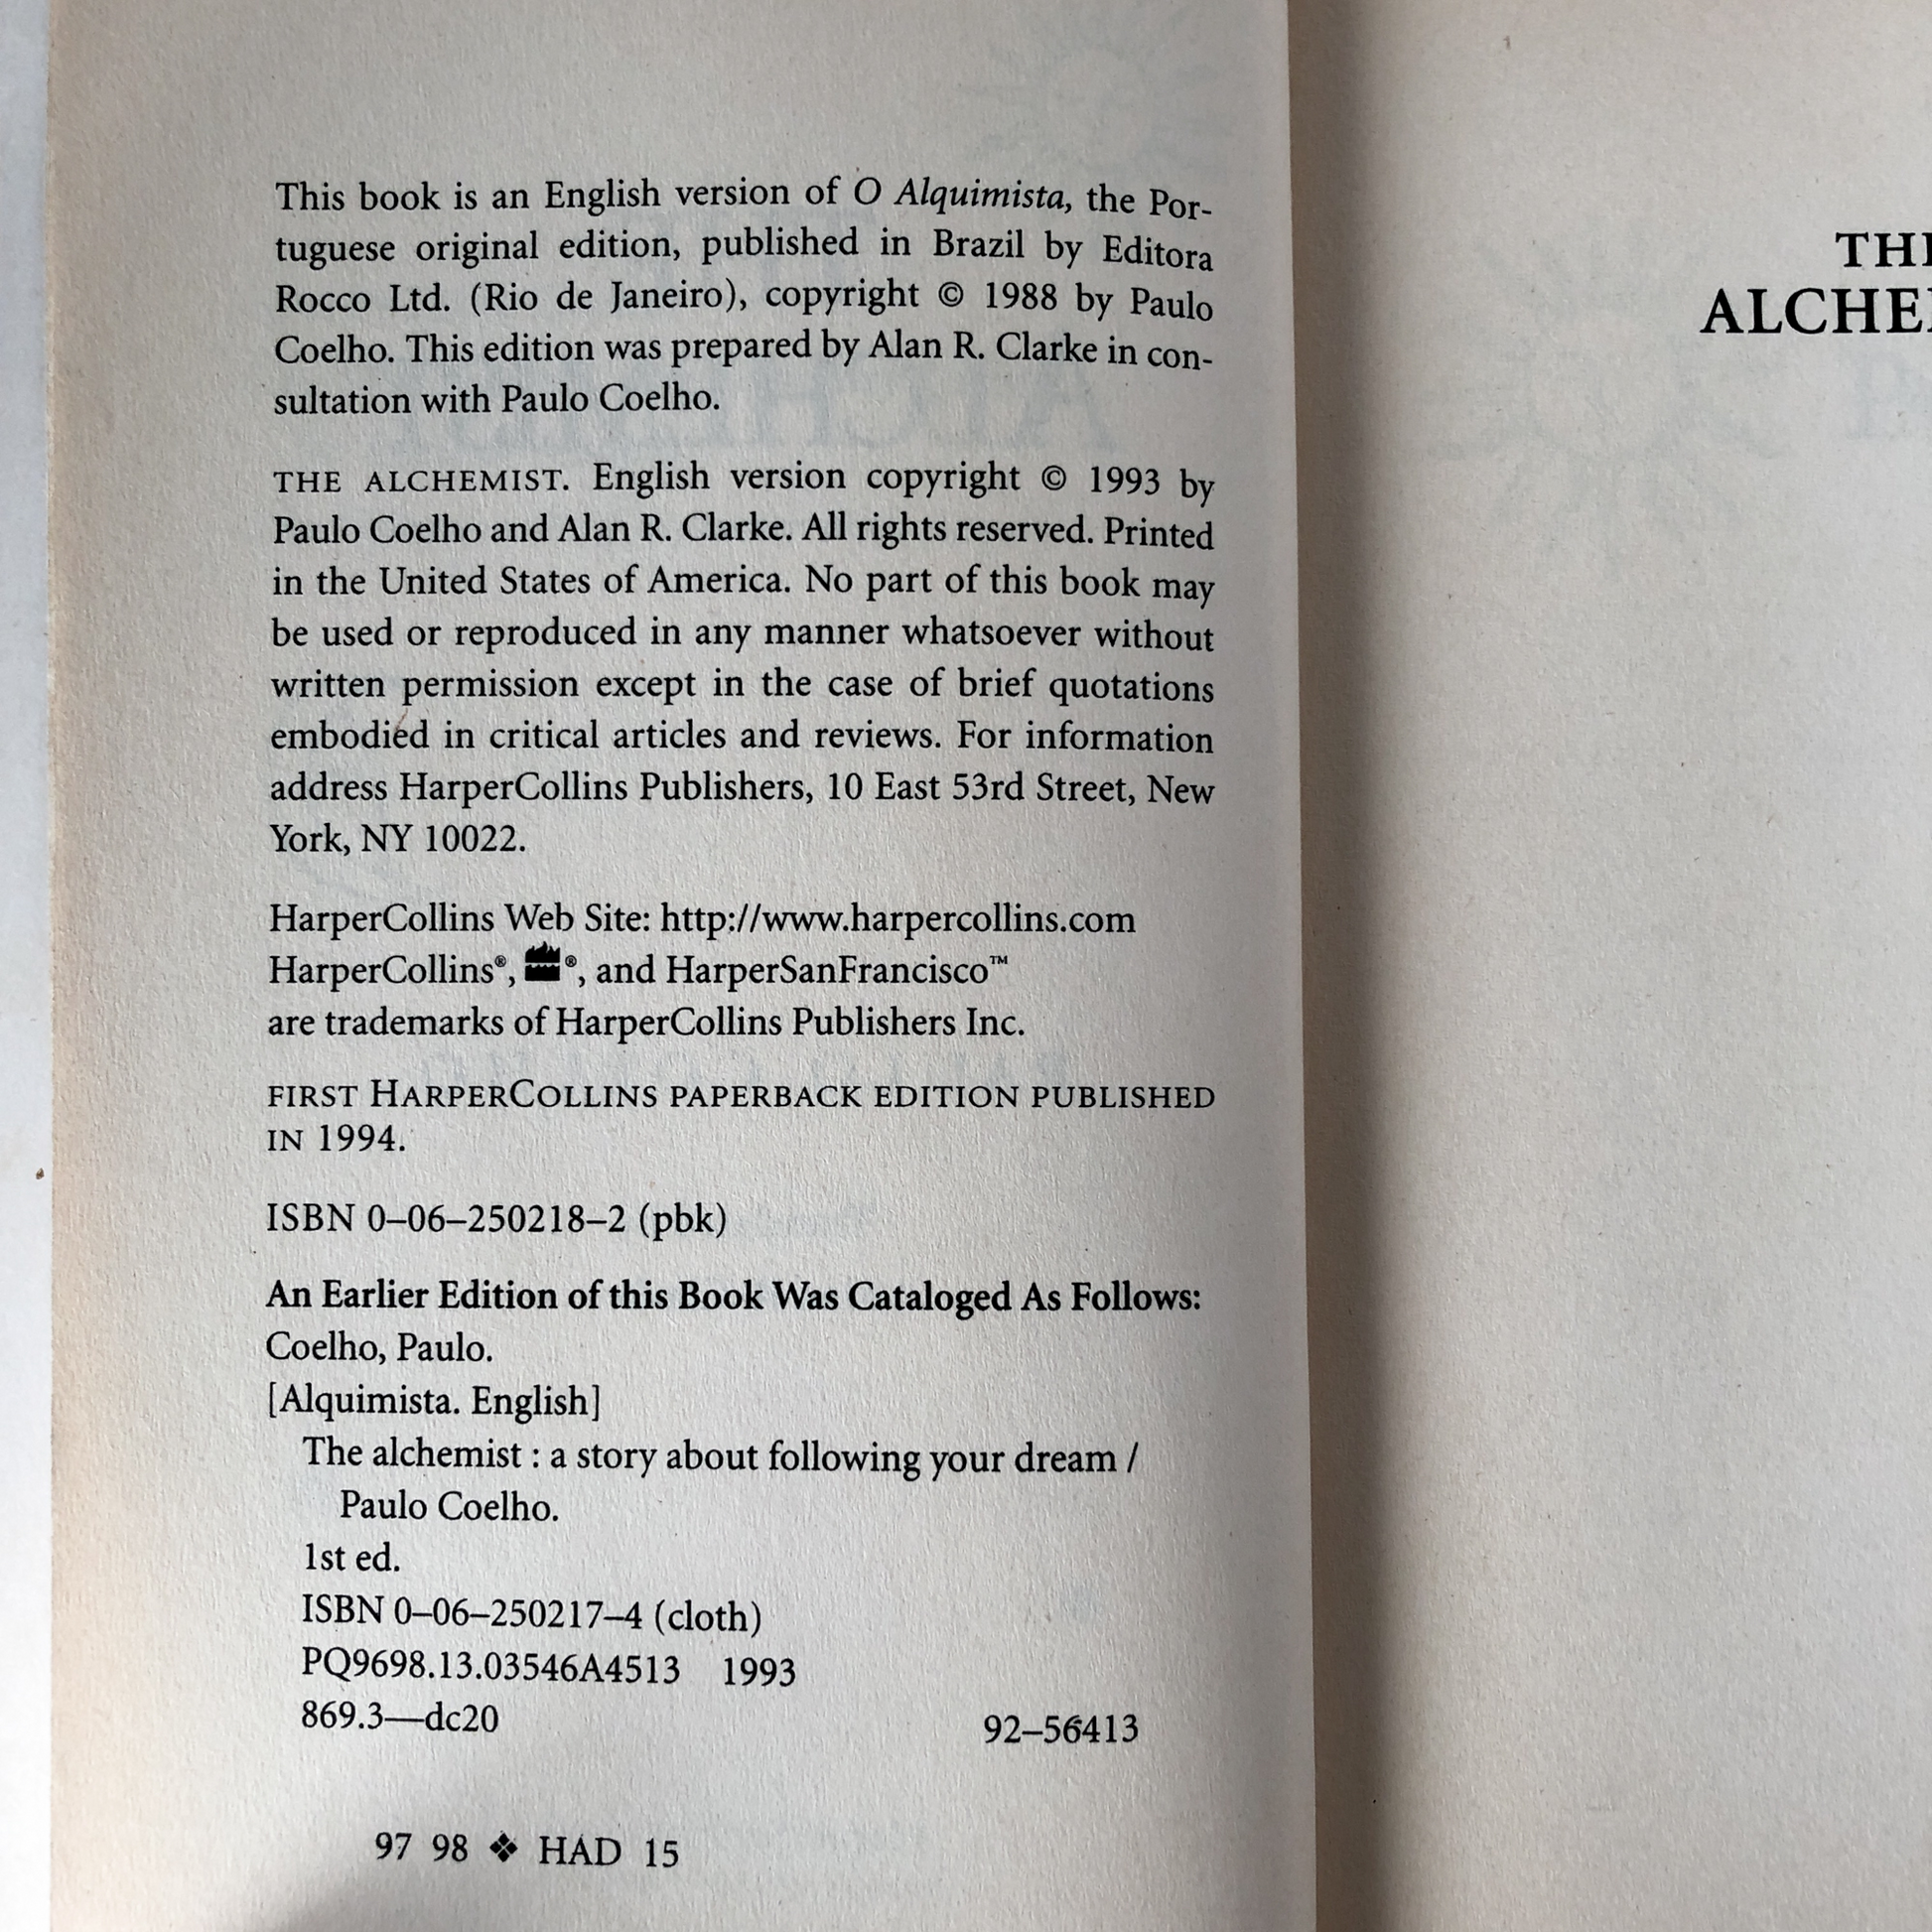 This book is an English version of O Alquimista, the Por-
tuguese original edition, published in Brazil by Editora
Rocco Ltd. (Rio de Janeiro), copyright © 1988 by Paulo
Coelho. This edition was prepared by Alan R. Clarke in con-
sultation with Paulo Coelho.
THE ALCHEMIST. English version copyright © 1993 by
Paulo Coelho and Alan R. Clarke. All rights reserved. Printed
in the United States of America. No part of this book may
be used or reproduced in any manner whatsoever without
written permission except in the case of brief quotations
embodied in critical articles and reviews. For information
address HarperCollins Publishers, 10 East 53rd Street, New
York, NY 10022.
HarperCollins Web Site: http://www.harpercollins.com
HarperCollins®, ®, and HarperSanFrancisco™
are trademarks of HarperCollins Publishers Inc.
FIRST HARPERCOLLINS PAPERBACK EDITION PUBLISHED
IN 1994.
ISBN 0–06–250218–2 (pbk)
An Earlier Edition of this Book Was Cataloged As Follows:
Coelho, Paulo.
[Alquimista. English]
The alchemist : a story about following your dream /
Paulo Coelho.
1st ed.
ISBN 0–06–250217–4 (cloth)
PQ9698.13.03546A4513 1993
869.3—dc20 92–56413
97 98 ❖ HAD 15
THE
ALCHE